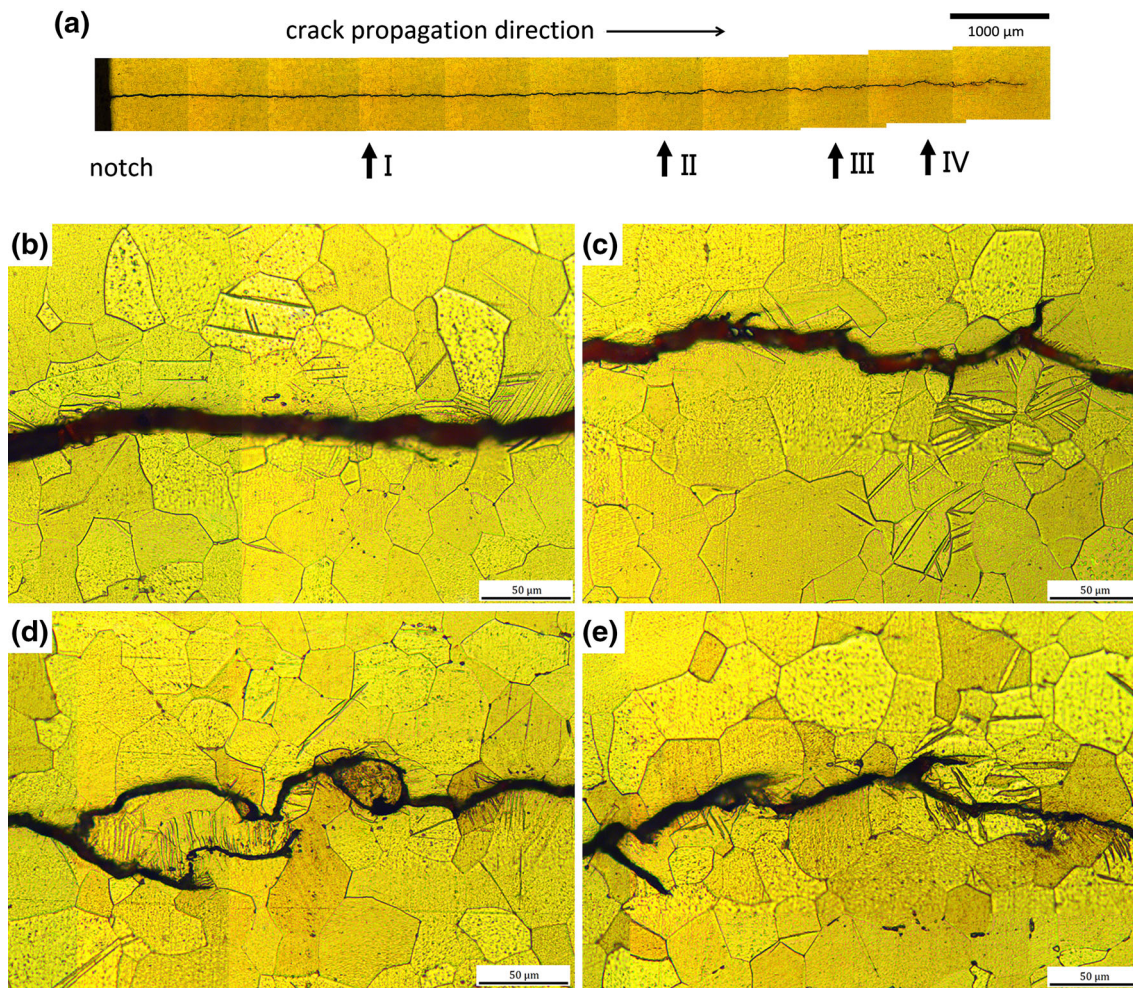 (a)
crack propagation direction
1000 µm
notch
I
II
III
IV
(b)
50 µm
(c)
50 µm
(d)
50 µm
(e)
50 µm